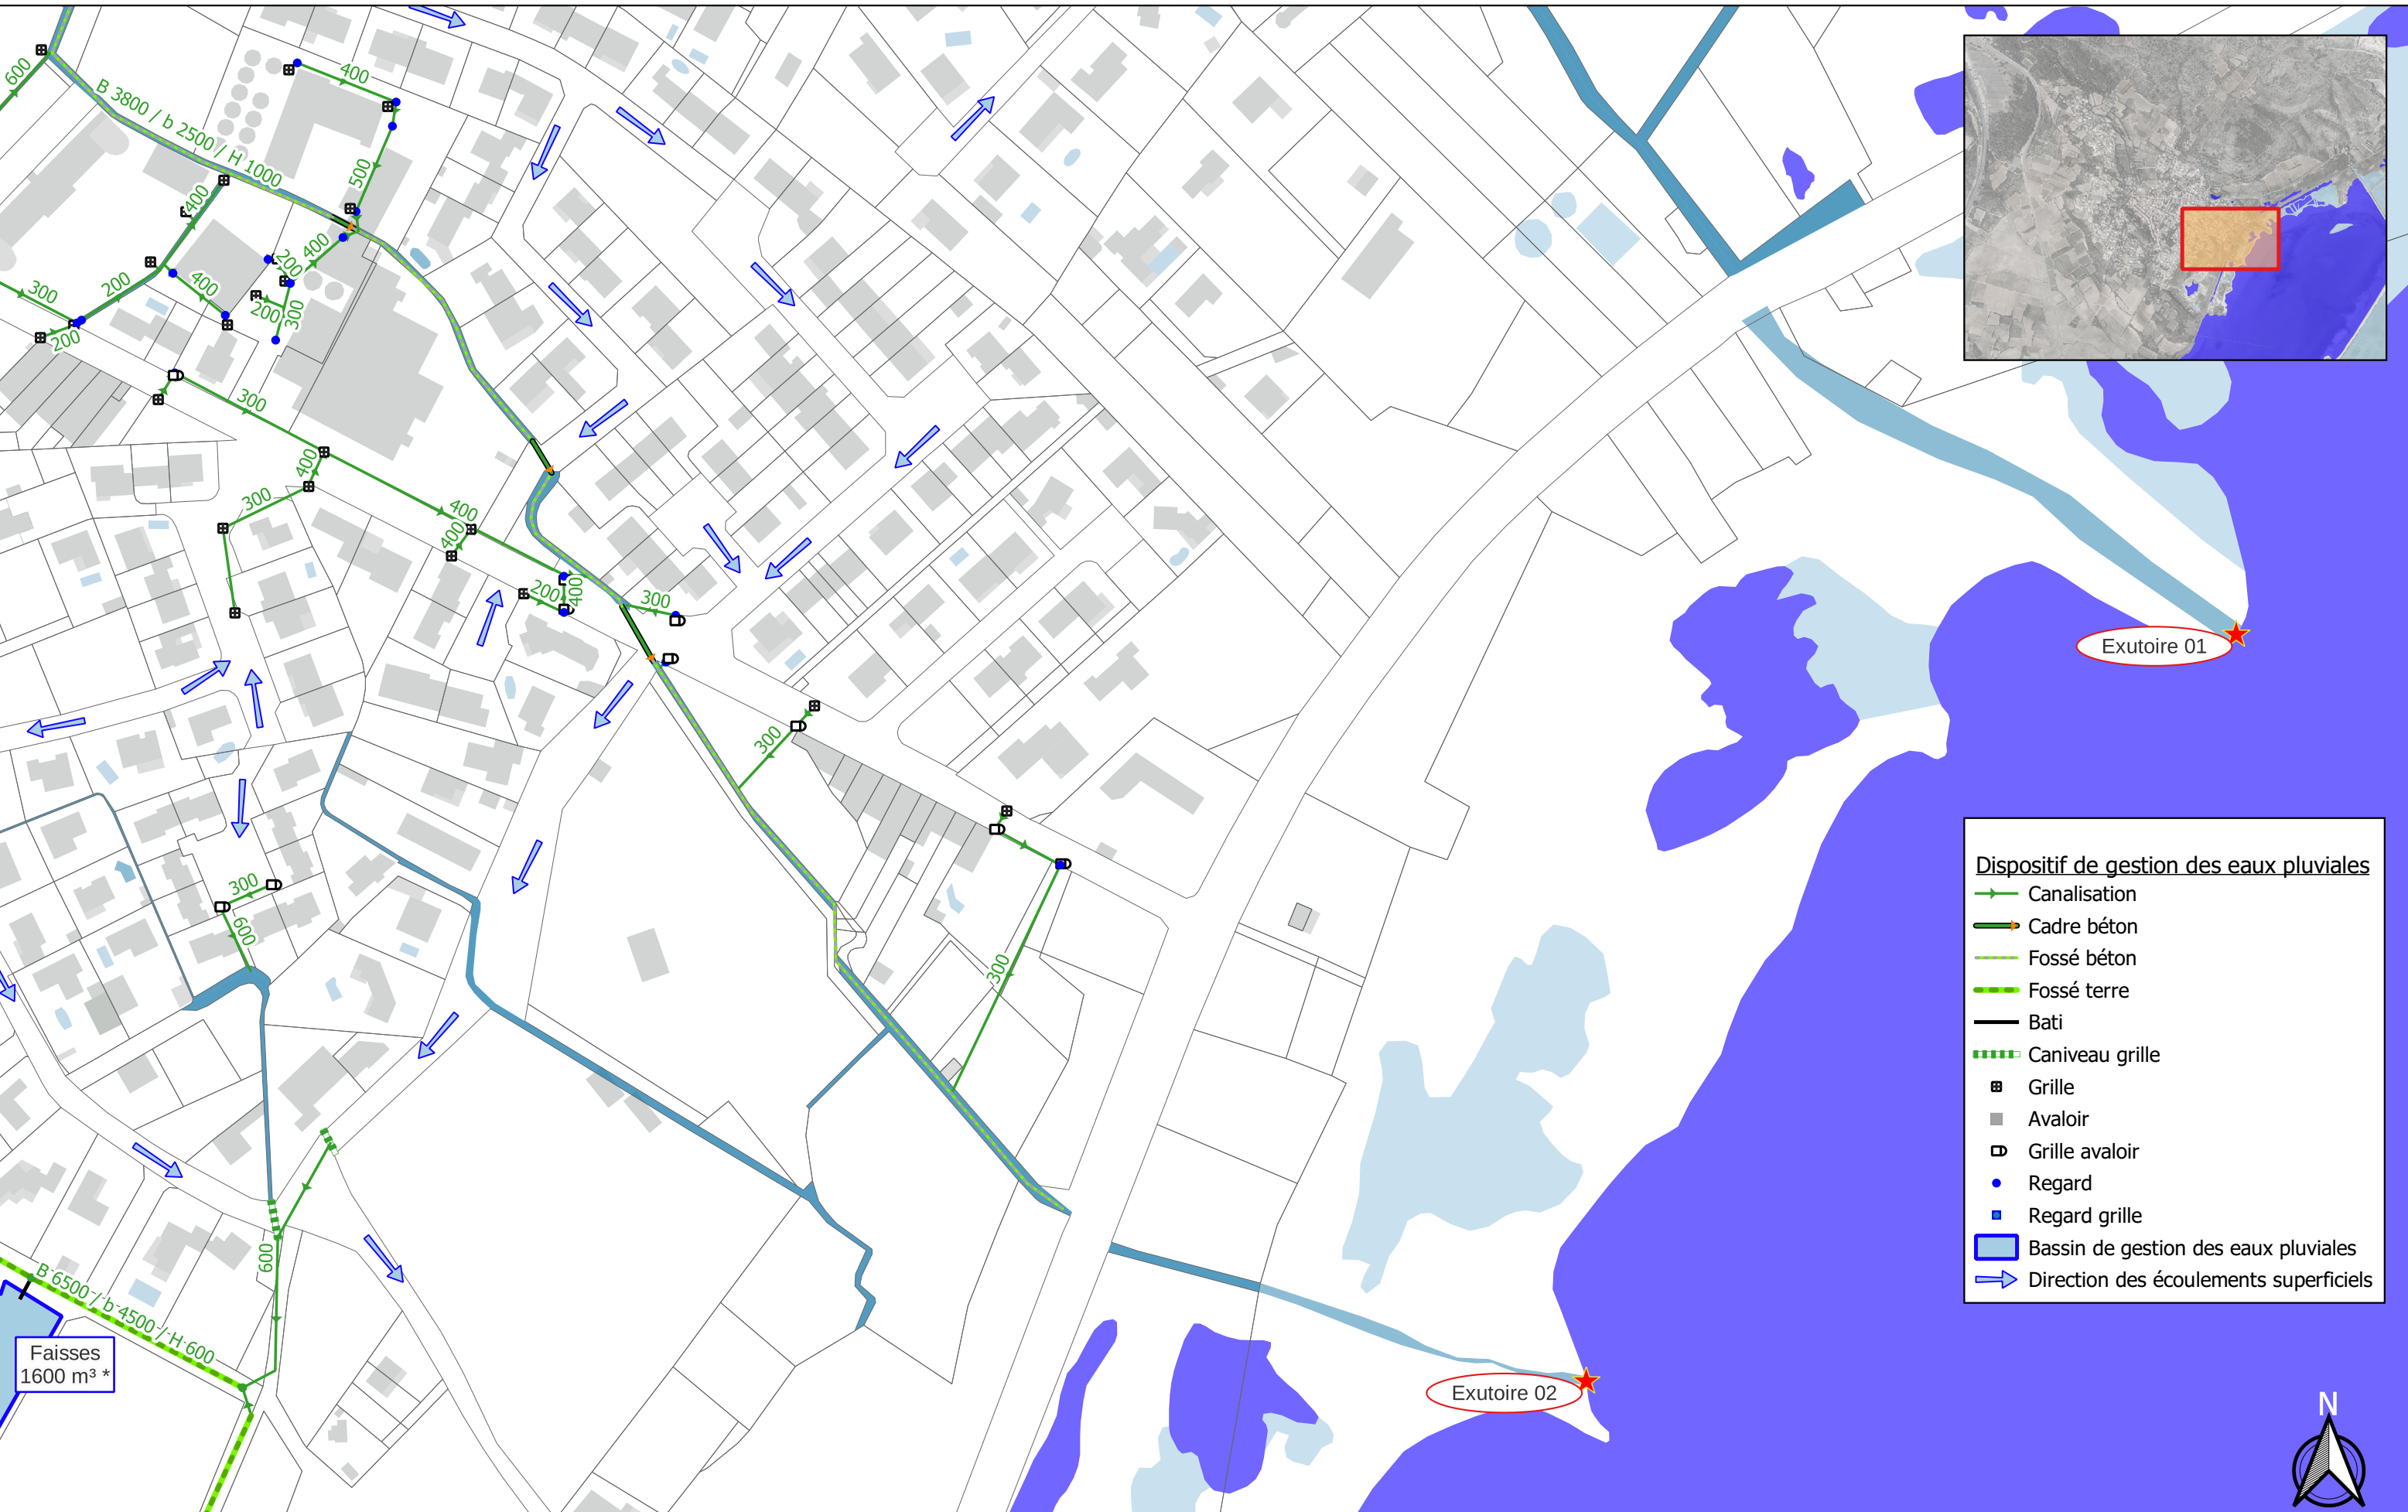 600
B 3800 / b 2500 / H 1000
400
500
400
200
400
200
400
300
200
300
200
300
400
300
400
400
200
400
300
300
300
300
600
600
B 6500 / b 4500 / H 600
Faisses
1600 m³ *
Exutoire 01
Exutoire 02
Dispositif de gestion des eaux pluviales
Canalisation
Cadre béton
Fossé béton
Fossé terre
Bati
Caniveau grille
Grille
Avaloir
Grille avaloir
Regard
Regard grille
Bassin de gestion des eaux pluviales
Direction des écoulements superficiels
N